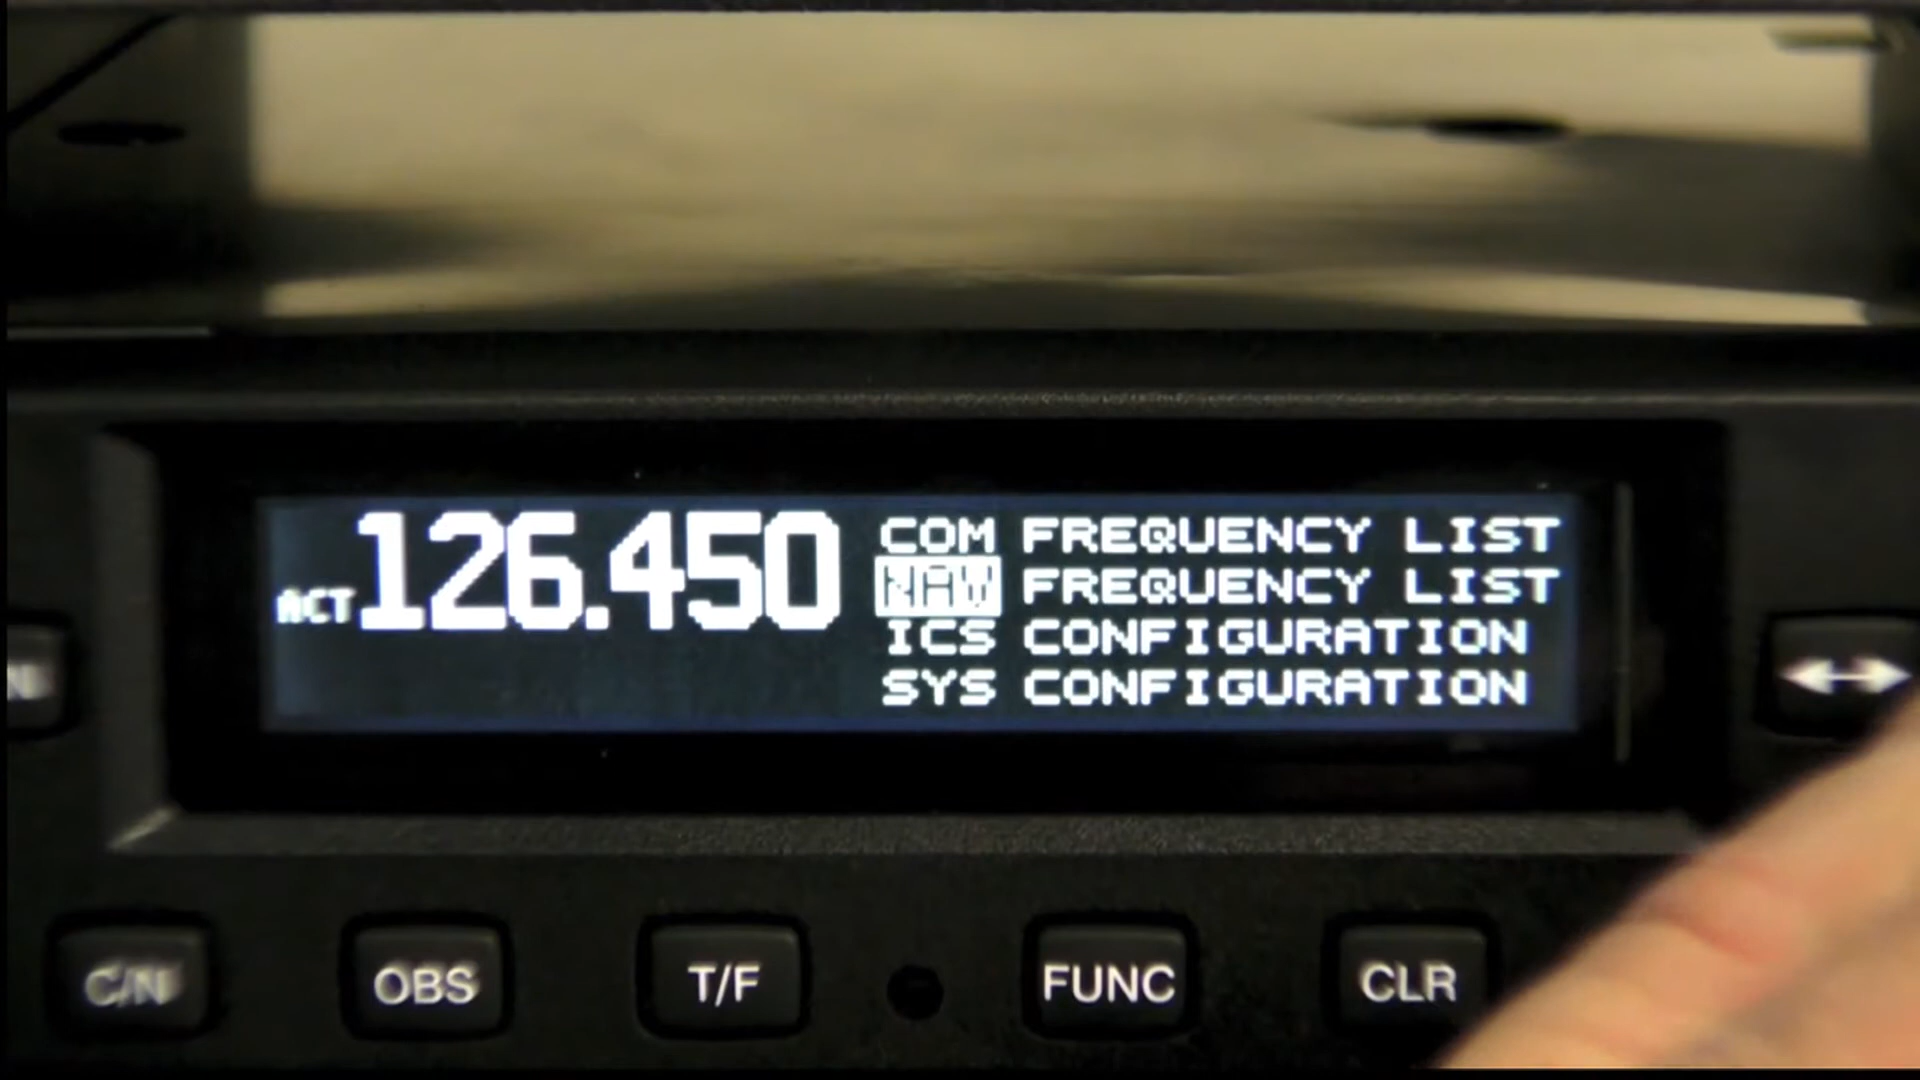 ACT 126.450
COM FREQUENCY LIST
NAV FREQUENCY LIST
ICS CONFIGURATION
SYS CONFIGURATION
C/N
OBS
T/F
FUNC
CLR